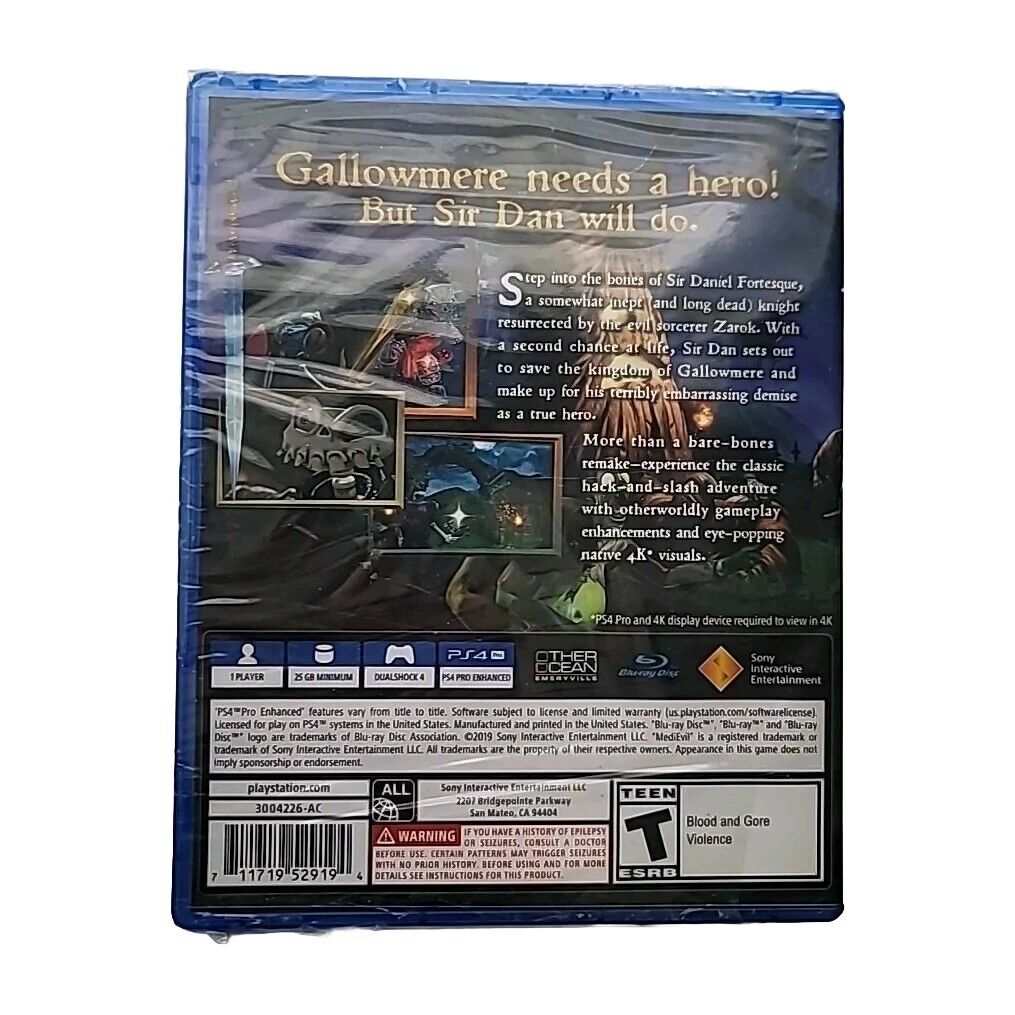 Gallowmere needs a hero!
But Sir Dan will do.
Step into the bones of Sir Daniel Fortesque,
a somewhat inept (and long dead) knight
resurrected by the evil sorcerer Zarok. With
a second chance at life, Sir Dan sets out
to save the kingdom of Gallowmere and
make up for his terribly embarrassing demise
as a true hero.
More than a bare-bones
remake—experience the classic
hack-and-slash adventure
with otherworldly gameplay
enhancements and eye-popping
native 4K* visuals.
*PS4 Pro and 4K display device required to view in 4K
1 PLAYER
25 GB MINIMUM
DUALSHOCK 4
PS4 Pro
PS4 PRO ENHANCED
OTHER
OCEAN
EMERYVILLE
Blu-ray Disc
Sony
Interactive
Entertainment
"PS4™Pro Enhanced" features vary from title to title. Software subject to license and limited warranty (us.playstation.com/softwarelicense).
Licensed for play on PS4™ systems in the United States. Manufactured and printed in the United States. "Blu-ray Disc™", "Blu-ray™" and "Blu-ray
Disc™" logo are trademarks of Blu-ray Disc Association. ©2019 Sony Interactive Entertainment LLC. "MediEvil" is a registered trademark or
trademark of Sony Interactive Entertainment LLC. All trademarks are the property of their respective owners. Appearance in this game does not
imply sponsorship or endorsement.
playstation.com
3004226-AC
7 11719 52919 4
ALL
Sony Interactive Entertainment LLC
2207 Bridgepointe Parkway
San Mateo, CA 94404
WARNING IF YOU HAVE A HISTORY OF EPILEPSY
OR SEIZURES, CONSULT A DOCTOR
BEFORE USE. CERTAIN PATTERNS MAY TRIGGER SEIZURES
WITH NO PRIOR HISTORY. BEFORE USING AND FOR MORE
DETAILS SEE INSTRUCTIONS FOR THIS PRODUCT.
TEEN
T
ESRB
Blood and Gore
Violence